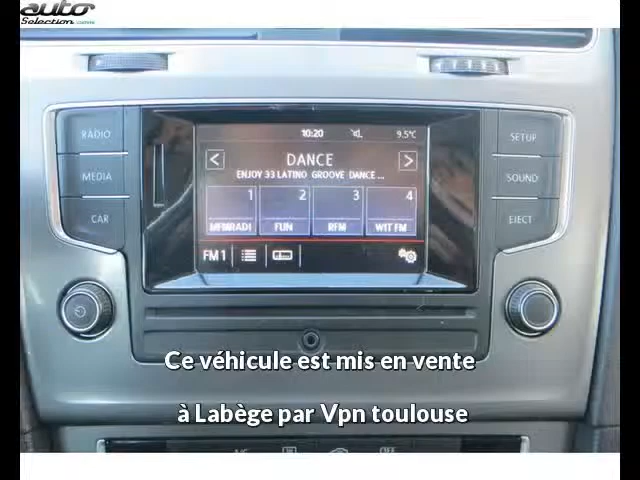 auto
Selection.com
RADIO
MEDIA
CAR
10:20
9.5°C
DANCE
ENJOY 33 LATINO GROOVE DANCE ...
1
2
3
4
MFMRADI
FUN
RFM
WIT FM
FM1
SETUP
SOUND
EJECT
Ce véhicule est mis en vente
à Labège par Vpn toulouse